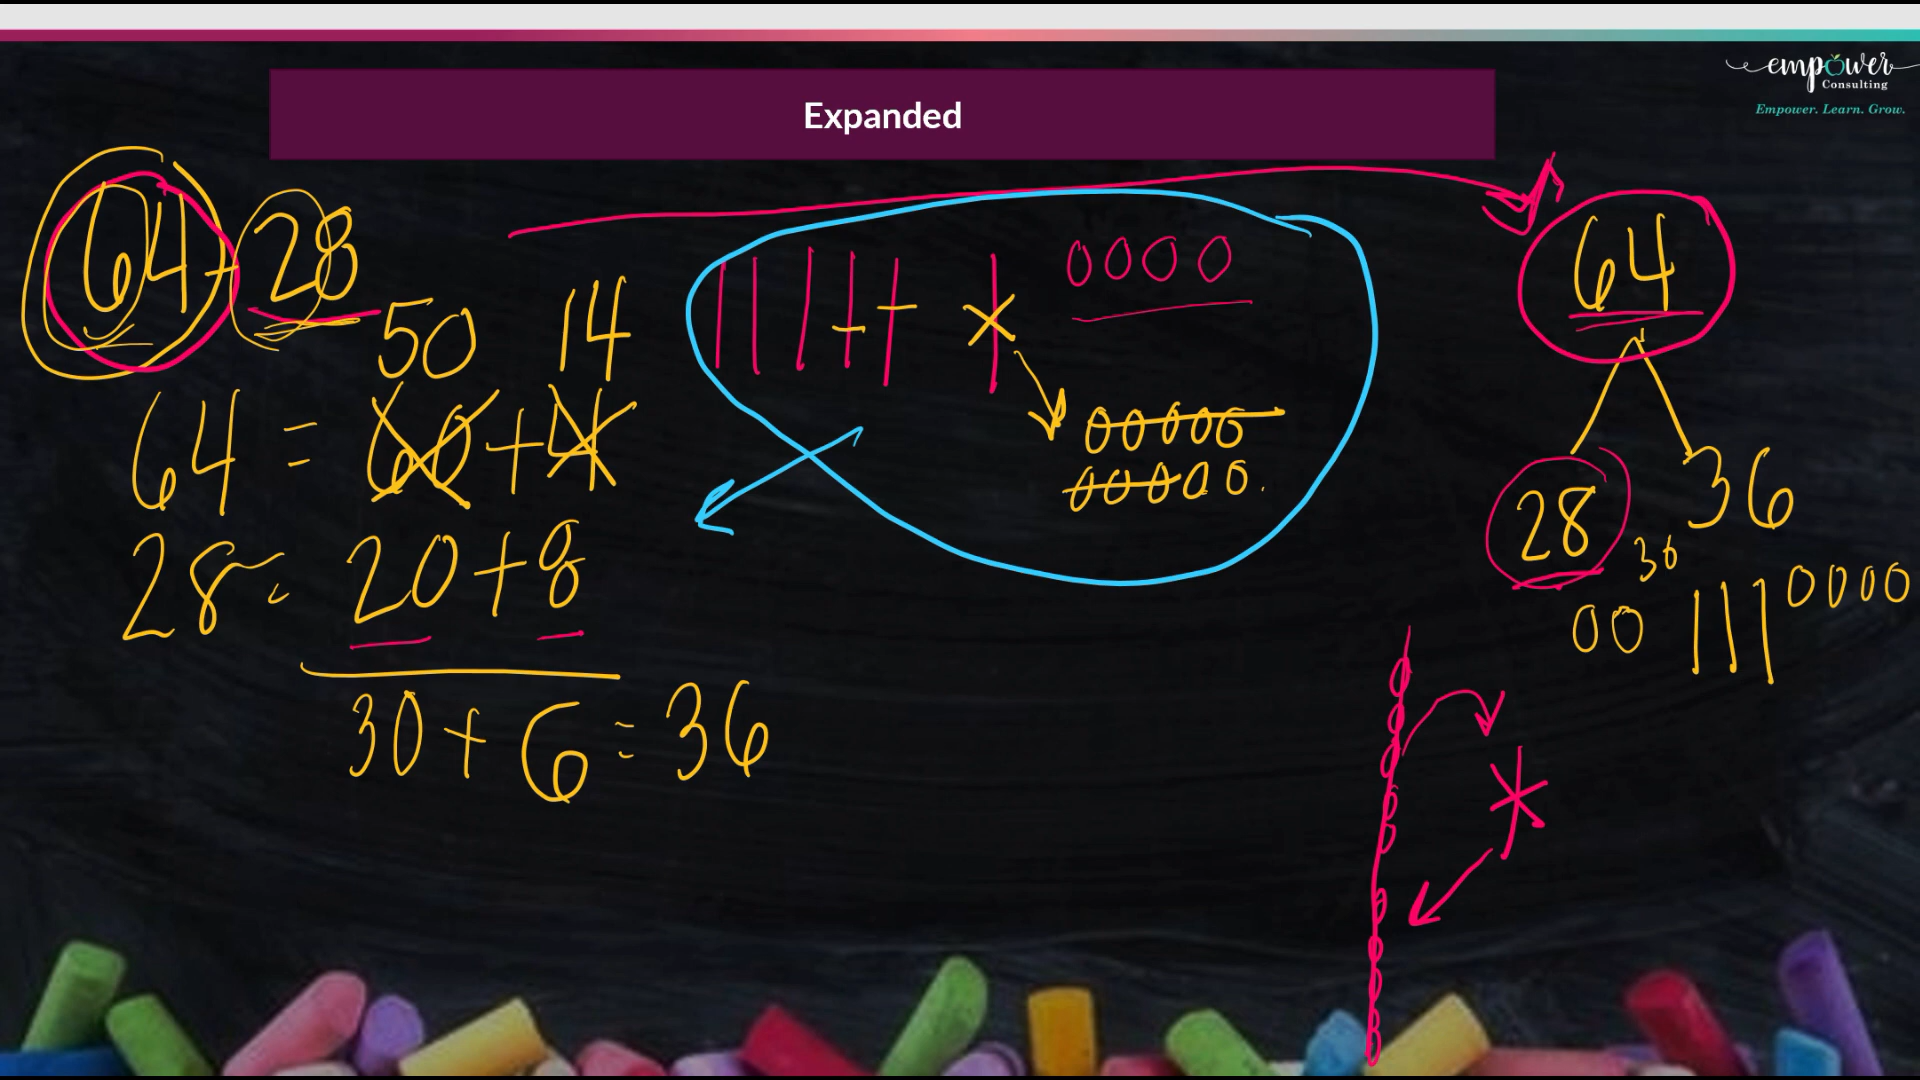 empower
Consulting
Empower. Learn. Grow.
Expanded
64 - 28
50 14
64 = 60 + 4
28 = 20 + 8
30 + 6 = 36
0000
00000
00000
64
28 36
36
00 111 0000